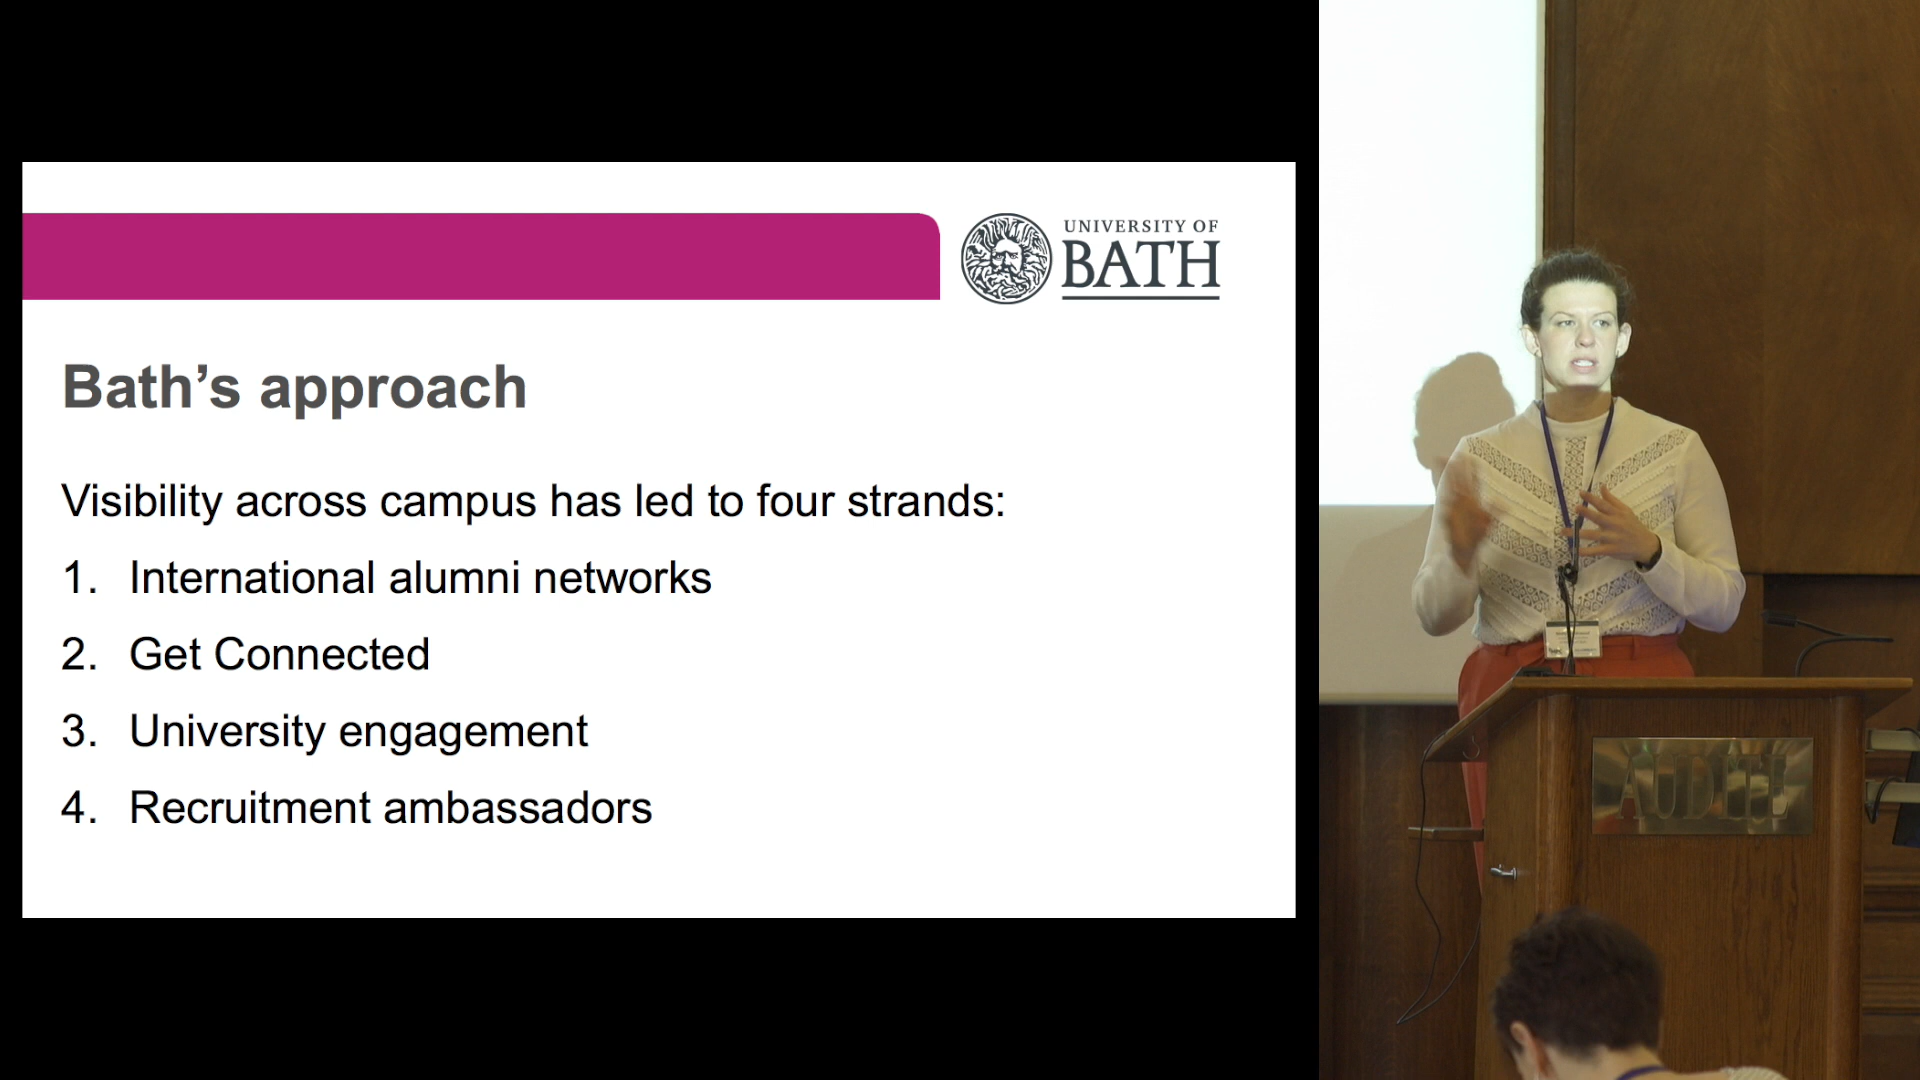 UNIVERSITY OF
BATH
Bath's approach
Visibility across campus has led to four strands:
1. International alumni networks
2. Get Connected
3. University engagement
4. Recruitment ambassadors
AUDITE